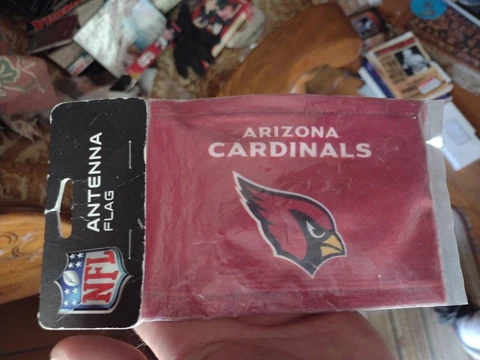 ANTENNA
FLAG
NFL
ARIZONA
CARDINALS